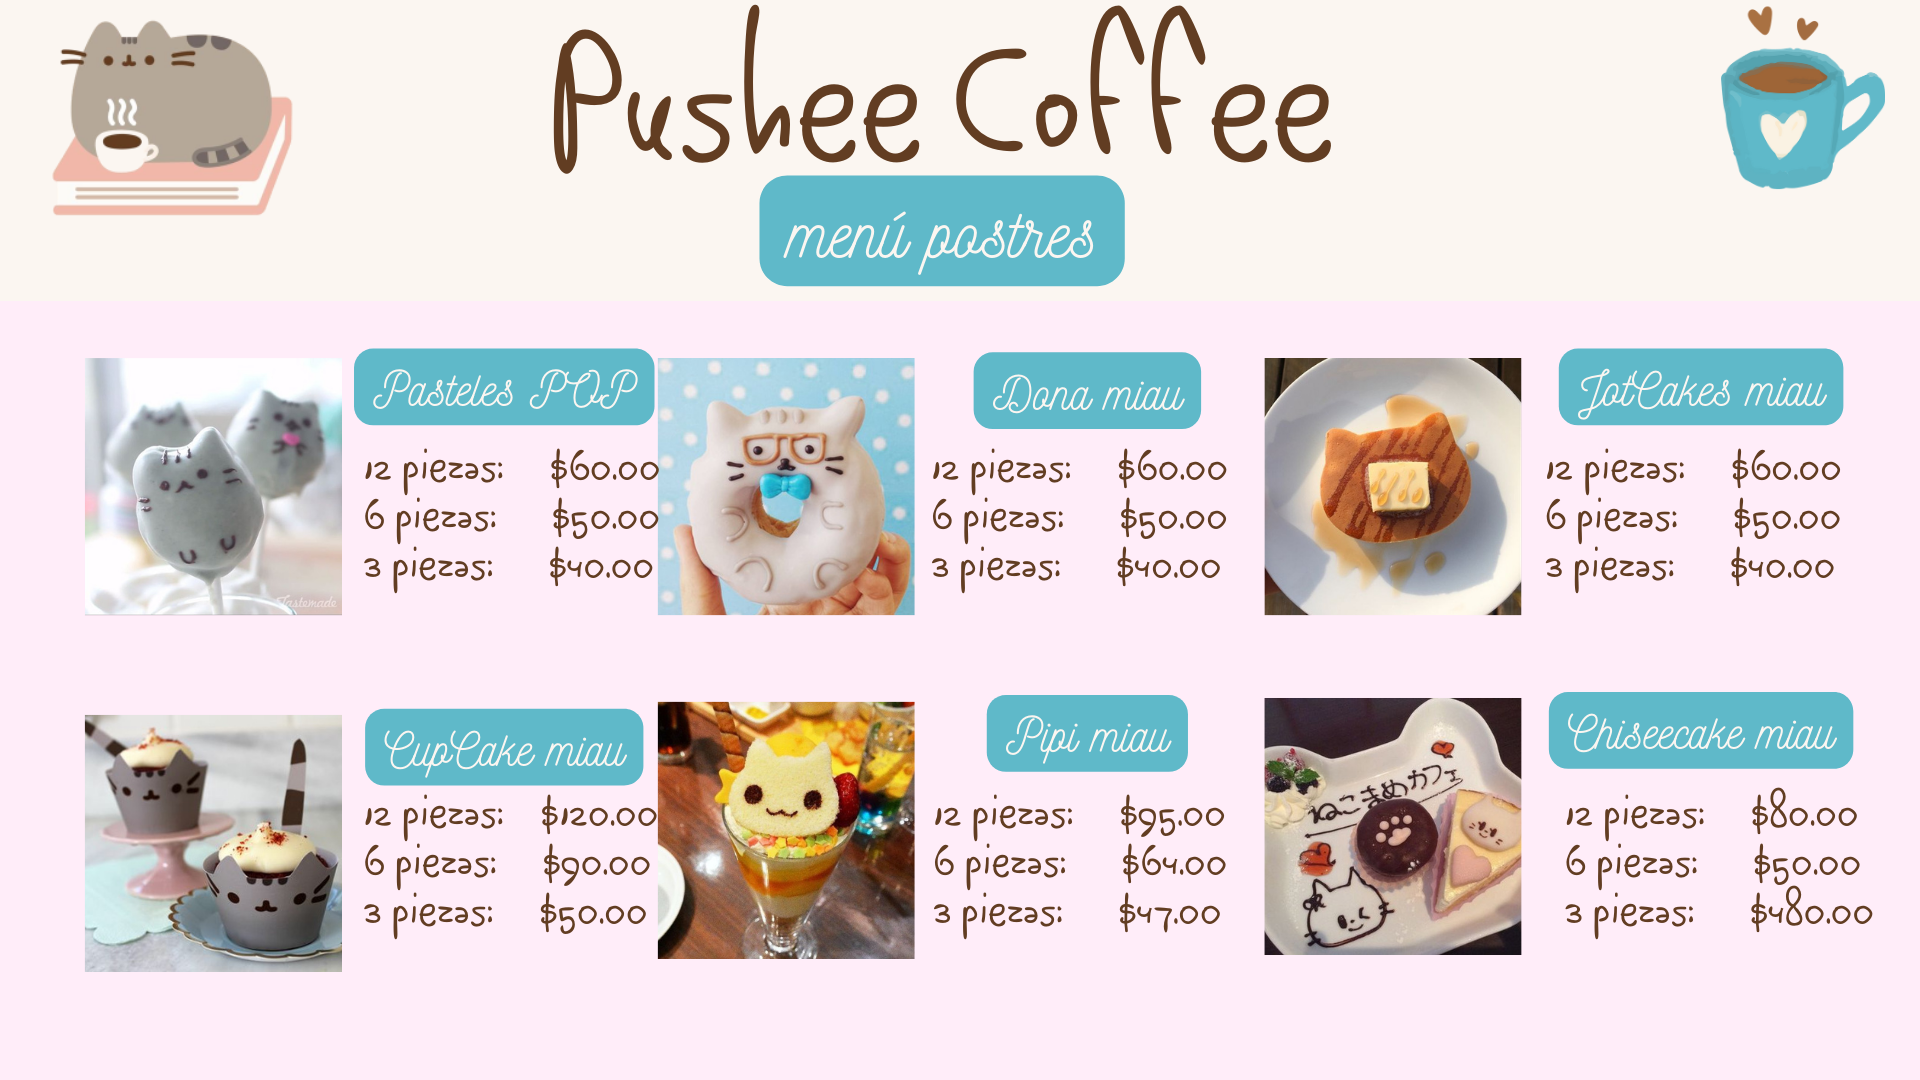 Pushee Coffee
menú postres
Pasteles POP
12 piezas: $60.00
6 piezas: $50.00
3 piezas: $40.00
Tastemade
Dona miau
12 piezas: $60.00
6 piezas: $50.00
3 piezas: $40.00
JotCakes miau
12 piezas: $60.00
6 piezas: $50.00
3 piezas: $40.00
CupCake miau
12 piezas: $120.00
6 piezas: $90.00
3 piezas: $50.00
Pipi miau
12 piezas: $95.00
6 piezas: $64.00
3 piezas: $47.00
ねこまめカフェ
Chiseecake miau
12 piezas: $80.00
6 piezas: $50.00
3 piezas: $480.00